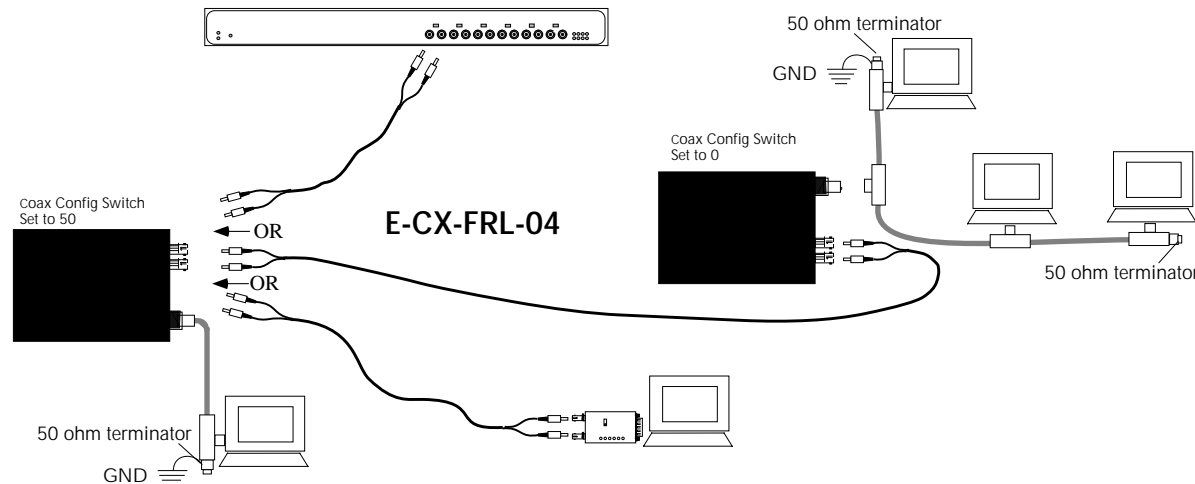 50 ohm terminator
GND
Coax Config Switch
Set to 0
Coax Config Switch
Set to 50
OR
E-CX-FRL-04
OR
50 ohm terminator
50 ohm terminator
GND